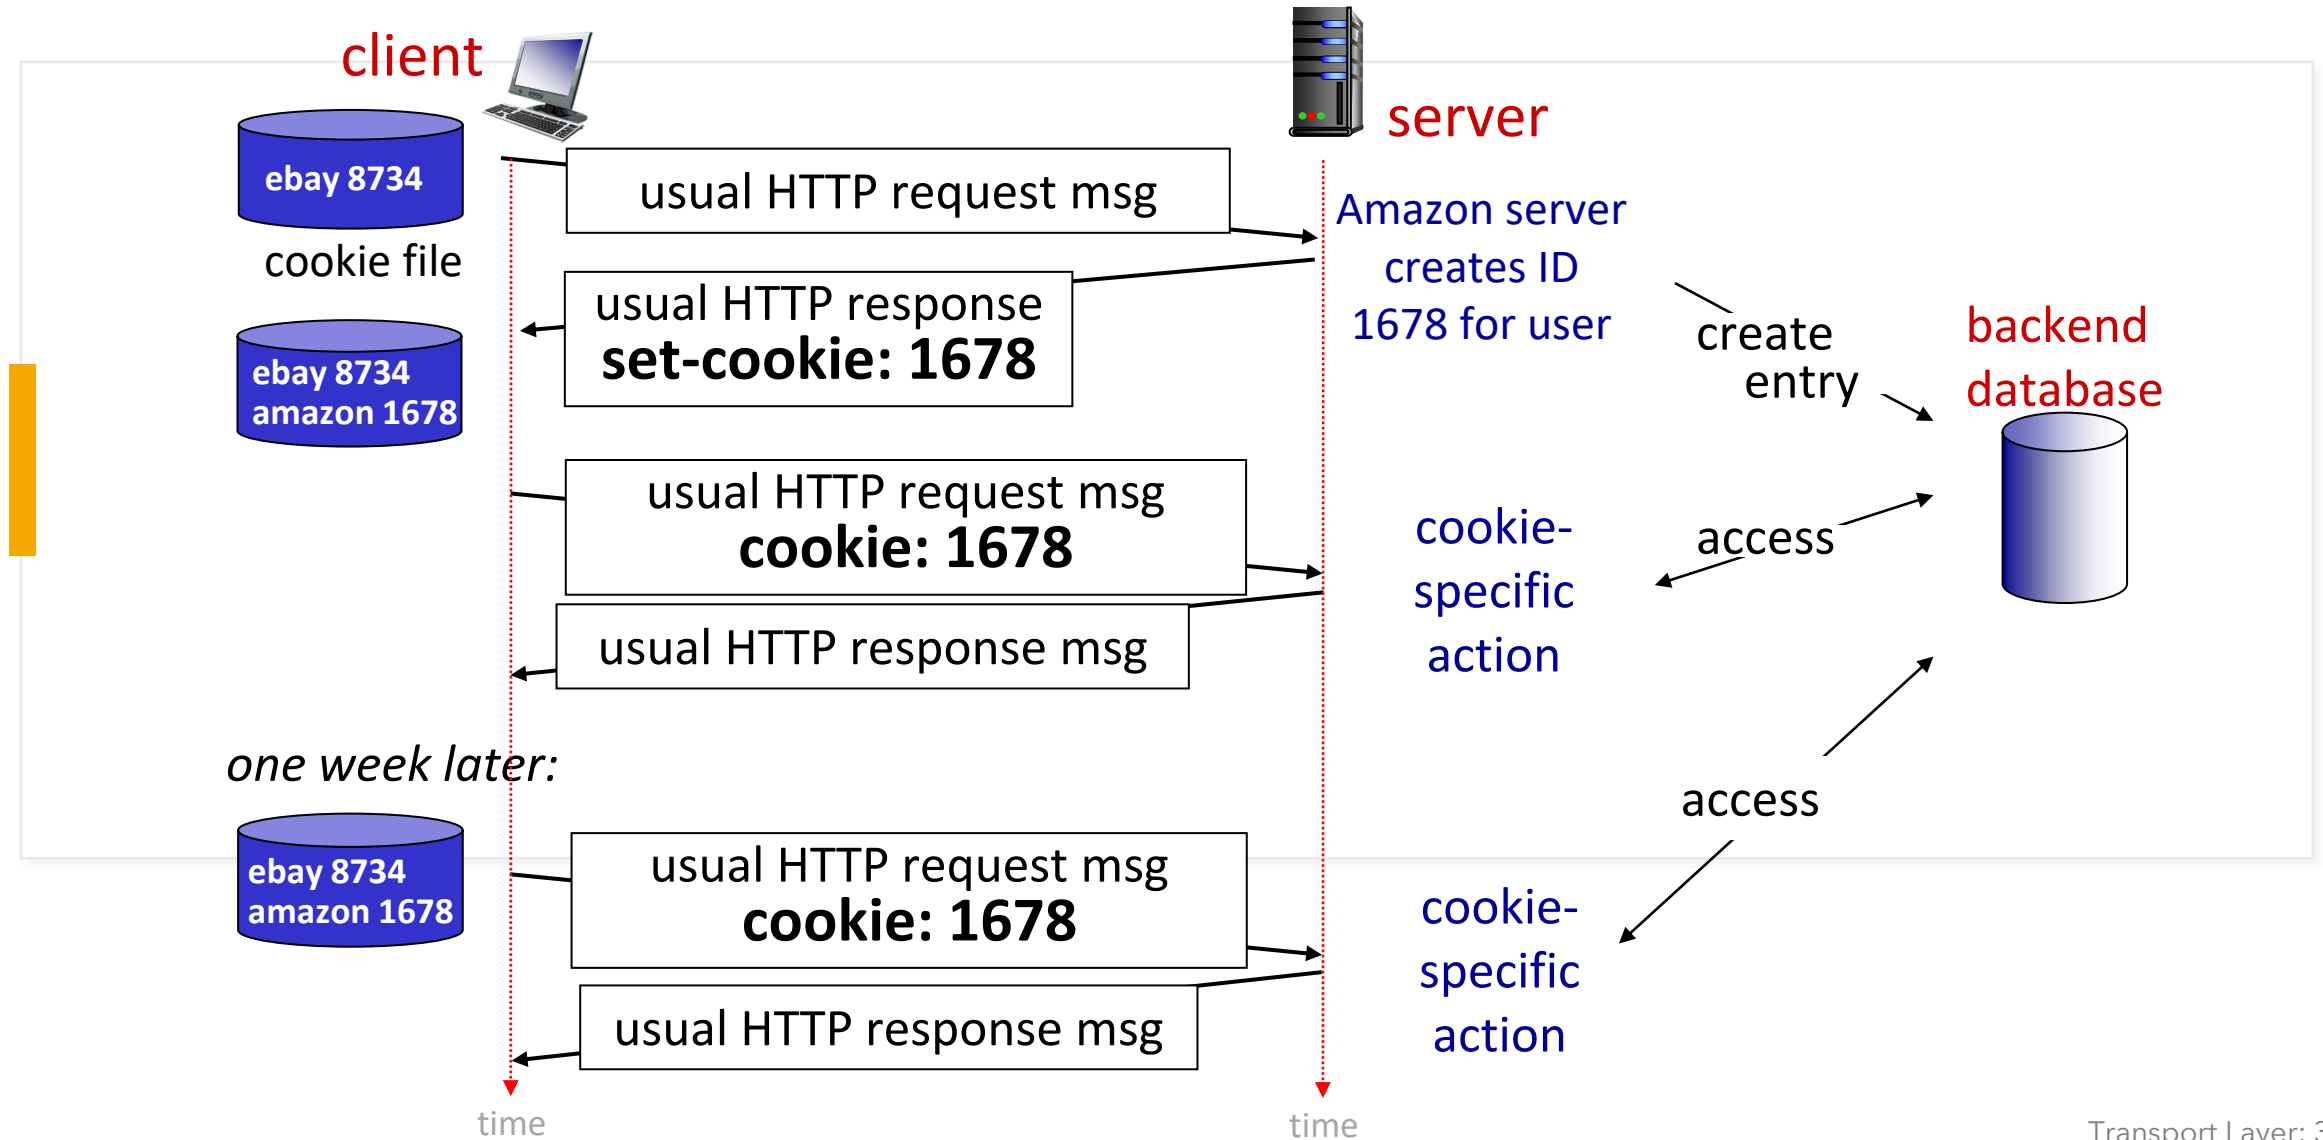 client
server
ebay 8734
cookie file
usual HTTP request msg
Amazon server
creates ID
1678 for user
usual HTTP response
set-cookie: 1678
create
entry
backend
database
ebay 8734
amazon 1678
usual HTTP request msg
cookie: 1678
cookie-
specific
action
access
usual HTTP response msg
one week later:
access
ebay 8734
amazon 1678
usual HTTP request msg
cookie: 1678
cookie-
specific
action
usual HTTP response msg
time
time
Transport Layer: 3